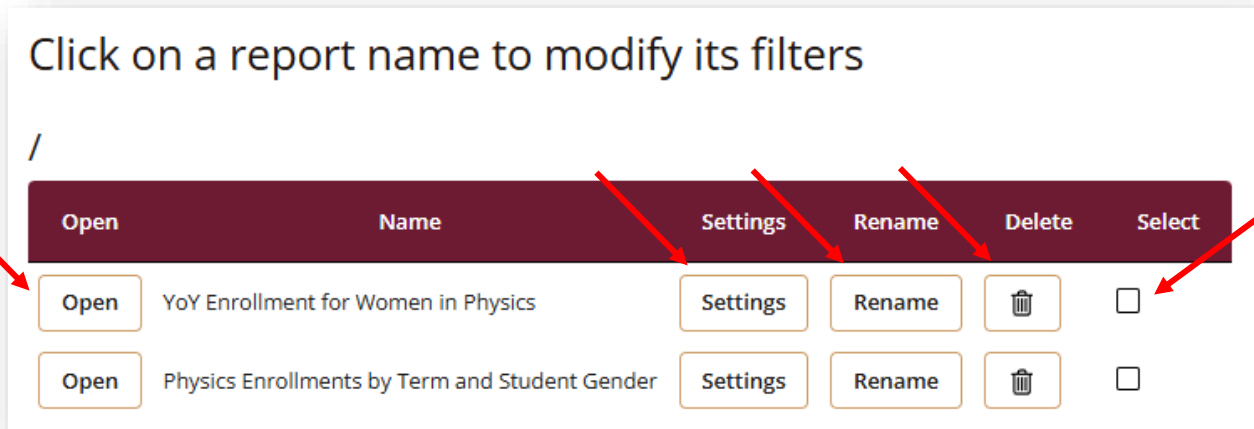 Click on a report name to modify its filters
/
Open Name Settings Rename Delete Select
Open YoY Enrollment for Women in Physics Settings Rename
Open Physics Enrollments by Term and Student Gender Settings Rename